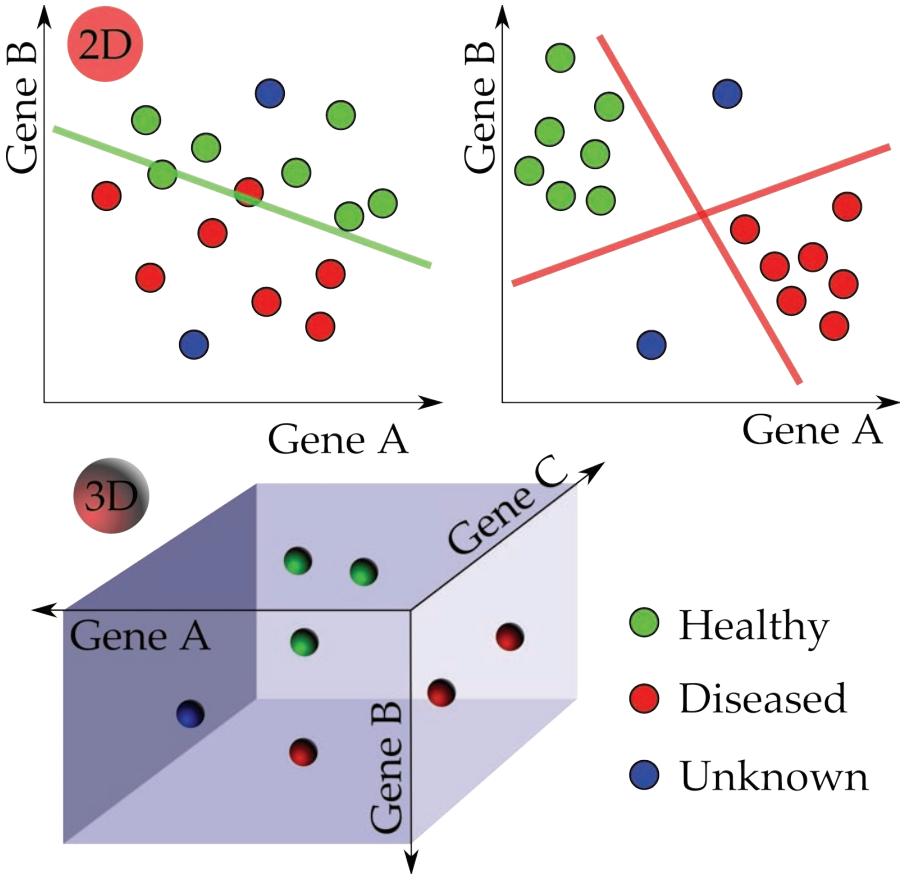 2D
Gene B
Gene A
Gene B
Gene A
3D
Gene C
Gene A
Gene B
Healthy
Diseased
Unknown